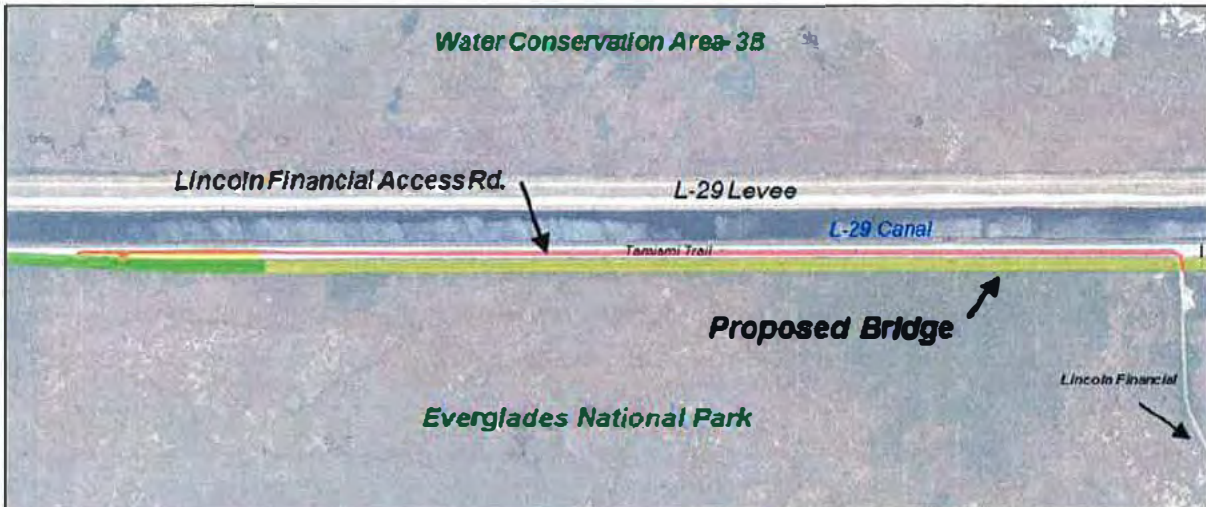 Water Conservation Area-3B
Lincoln Financial Access Rd.
L-29 Levee
L-29 Canal
Tamiami Trail
Proposed Bridge
Lincoln Financial
Everglades National Park